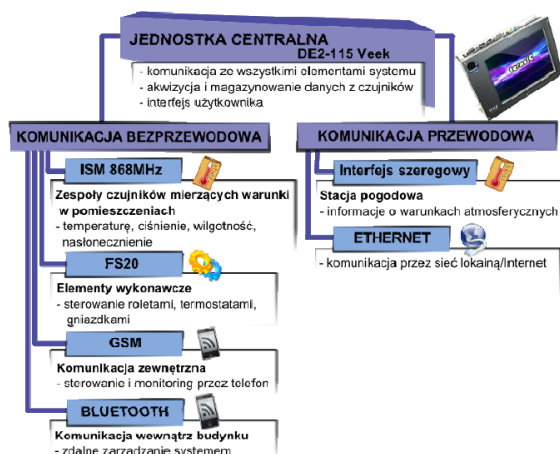 JEDNOSTKA CENTRALNA
DE2-115 Veek
- komunikacja ze wszystkimi elementami systemu
- akwizycja i magazynowanie danych z czujników
- interfejs użytkownika
KOMUNIKACJA BEZPRZEWODOWA
ISM 868MHz
Zespoły czujników mierzących warunki
w pomieszczeniach
- temperaturę, ciśnienie, wilgotność,
nasłonecznienie
FS20
Elementy wykonawcze
- sterowanie roletami, termostatami,
gniazdkami
GSM
Komunikacja zewnętrzna
- sterowanie i monitoring przez telefon
BLUETOOTH
Komunikacja wewnątrz budynku
- zdalne zarządzanie systemem
KOMUNIKACJA PRZEWODOWA
Interfejs szeregowy
Stacja pogodowa
- informacje o warunkach atmosferycznych
ETHERNET
- komunikacja przez sieć lokalną/Internet